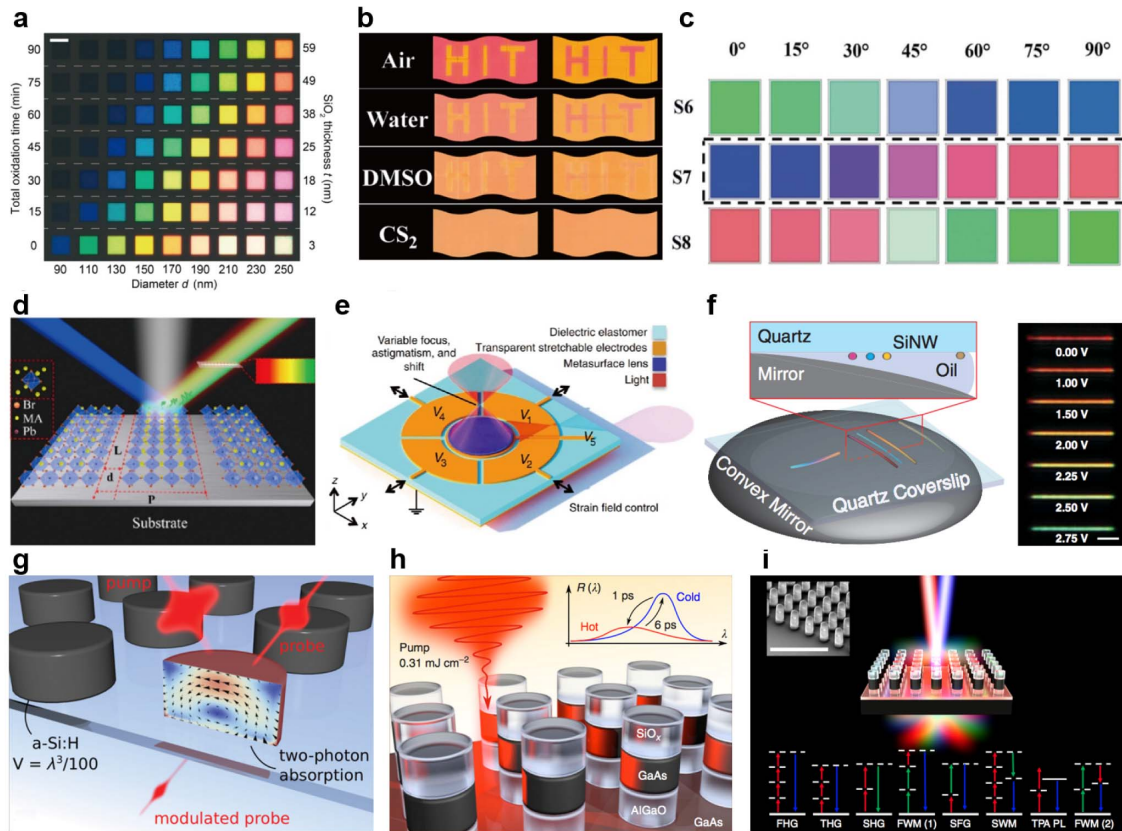 a
Total oxidation time (min)
90
75
60
45
30
15
0
59
49
38
25
18
12
3
SiO₂ thickness t (nm)
90 110 130 150 170 190 210 230 250
Diameter d (nm)
b
Air
HIT HIT
Water
HIT HIT
DMSO
HIT HIT
CS₂
c
0° 15° 30° 45° 60° 75° 90°
S6
S7
S8
d
Br
MA
Pb
L
d
P
Substrate
e
Variable focus,
astigmatism, and
shift
Dielectric elastomer
Transparent stretchable electrodes
Metasurface lens
Light
V₄
V₁
V₅
V₃
V₂
z
y
x
Strain field control
f
Quartz
SiNW
Mirror
Oil
Convex Mirror
Quartz Coverslip
0.00 V
1.00 V
1.50 V
2.00 V
2.25 V
2.50 V
2.75 V
g
pump
probe
a-Si:H
V = λ³/100
two-photon
absorption
modulated probe
h
Pump
0.31 mJ cm⁻²
R (λ)
1 ps
Cold
Hot
6 ps
λ
SiOₓ
GaAs
AlGaO
GaAs
i
FHG THG SHG FWM (1) SFG SWM TPA PL FWM (2)